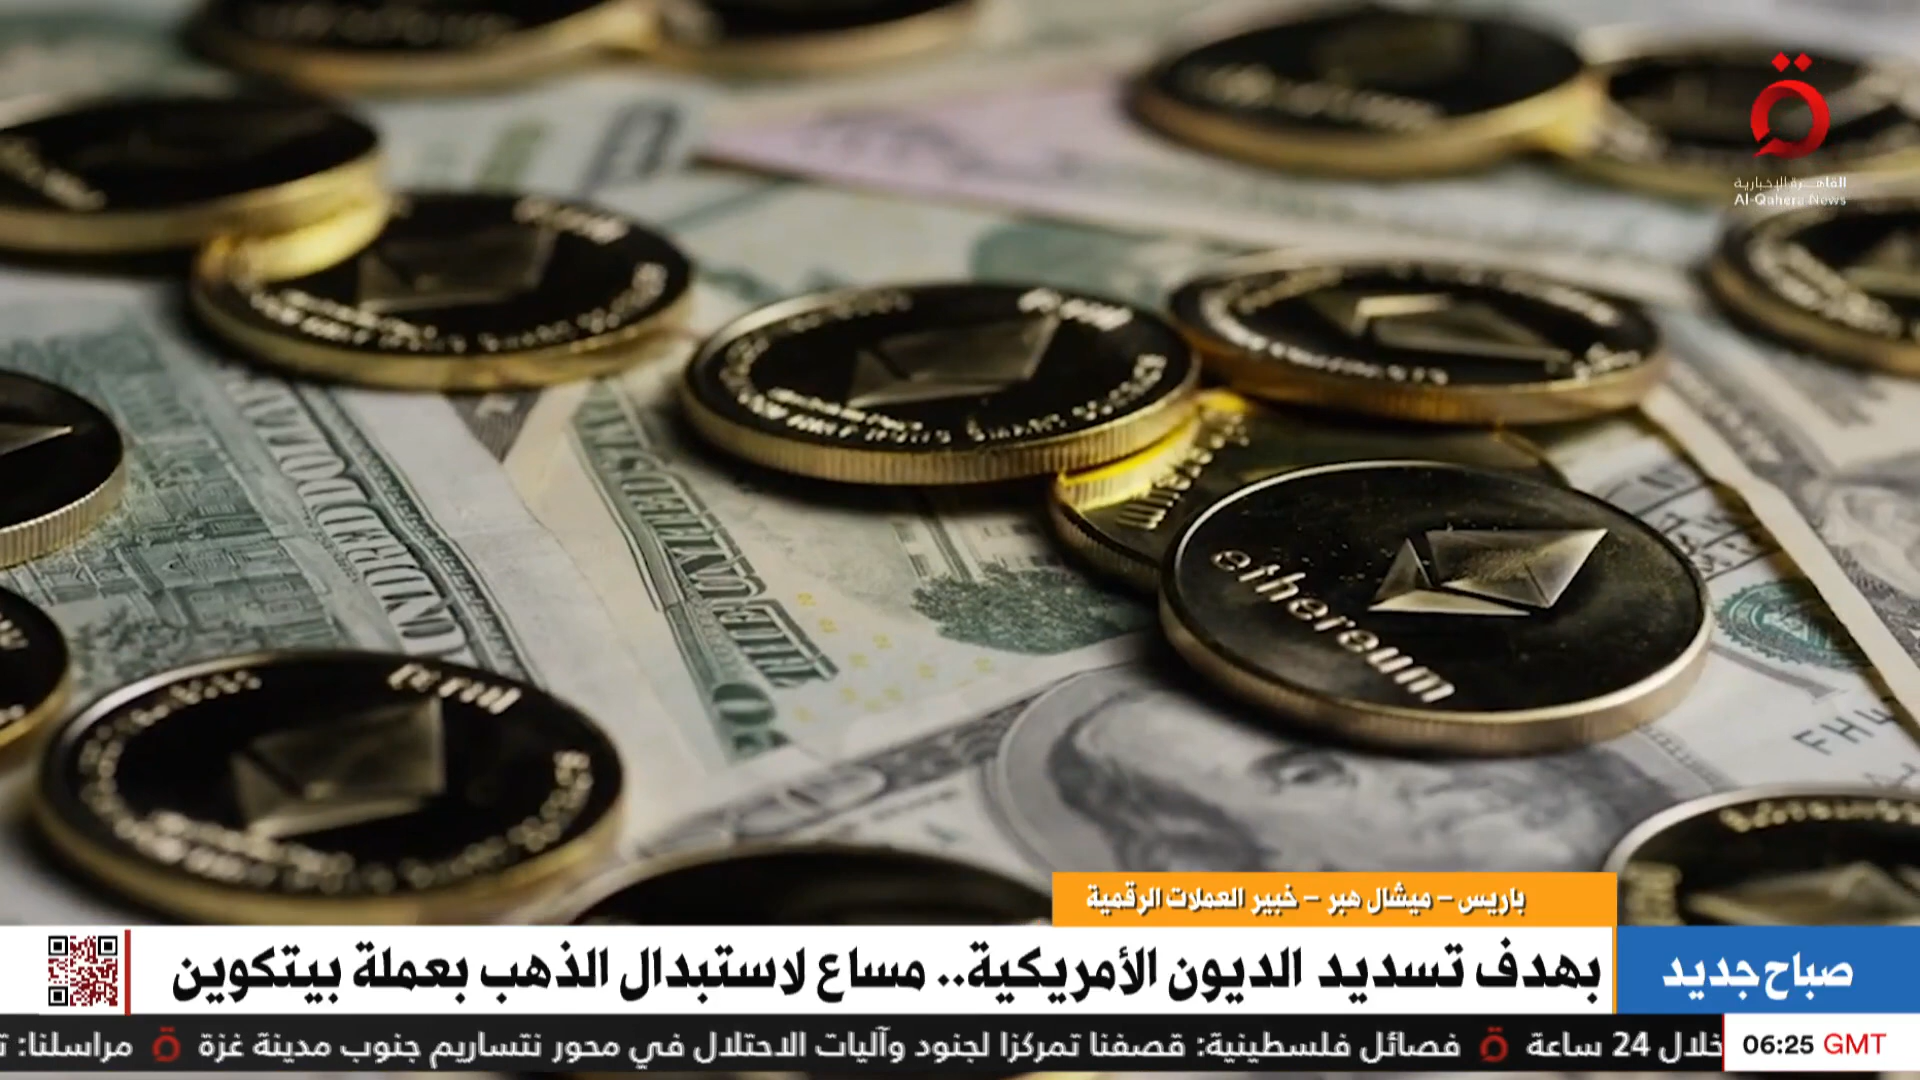 القاهرة الإخبارية
Al-Qahera News
ethereum
باريس – ميشال هبر – خبير العملات الرقمية
بهدف تسديد الديون الأمريكية.. مساع لاستبدال الذهب بعملة بيتكوين
صباح جديد
خلال 24 ساعة فصائل فلسطينية: قصفنا تمركزا لجنود وآليات الاحتلال في محور نتساريم جنوب مدينة غزة مراسلنا:
06:25 GMT